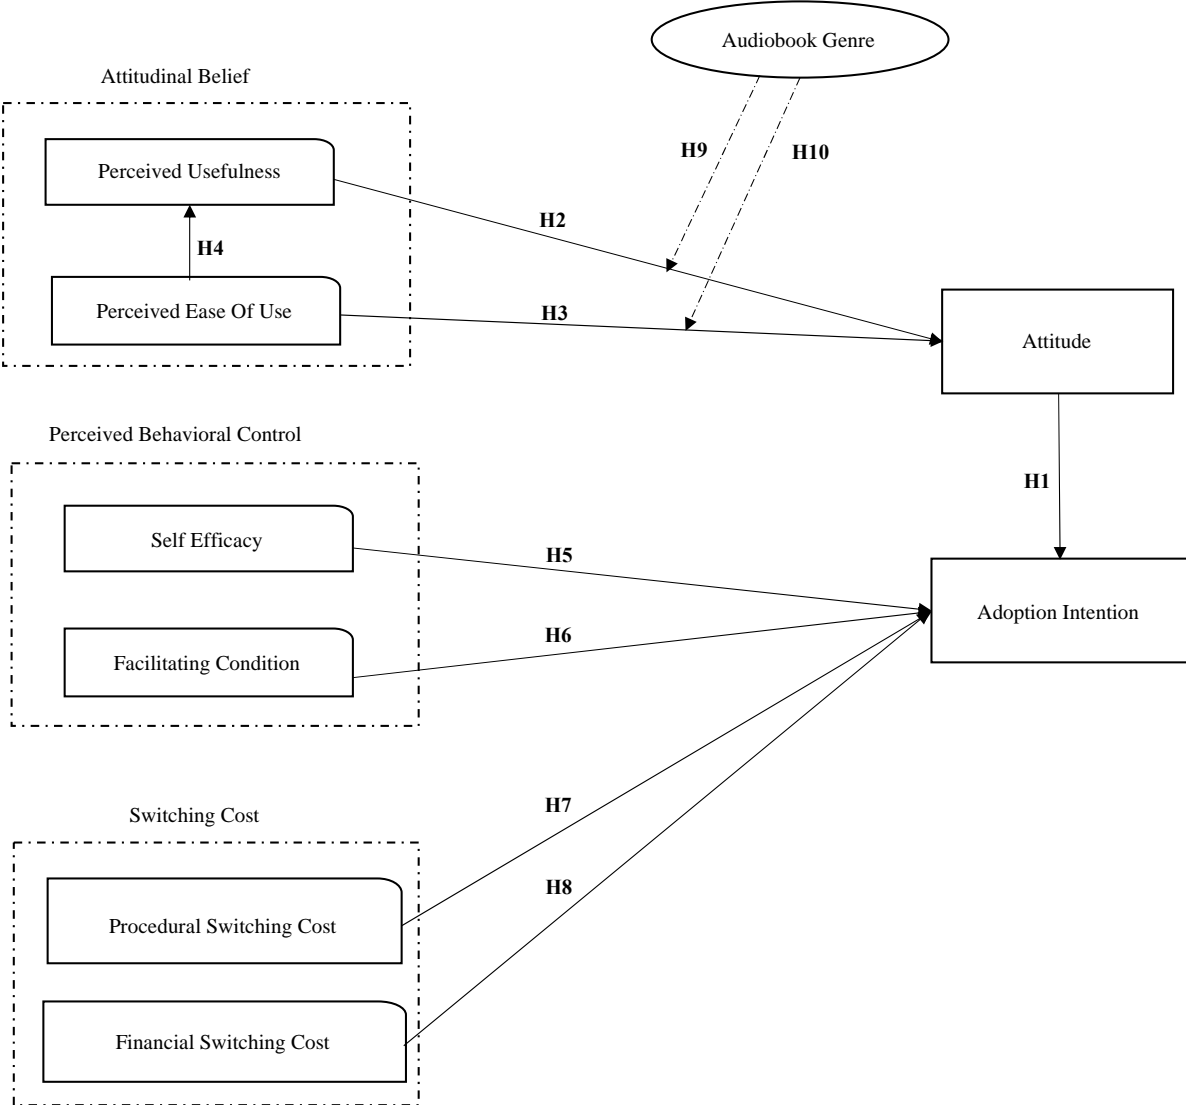 Audiobook Genre
Attitudinal Belief
H9
H10
Perceived Usefulness
H2
H4
Perceived Ease Of Use
H3
Attitude
Perceived Behavioral Control
H1
Self Efficacy
H5
Adoption Intention
H6
Facilitating Condition
Switching Cost
H7
H8
Procedural Switching Cost
Financial Switching Cost